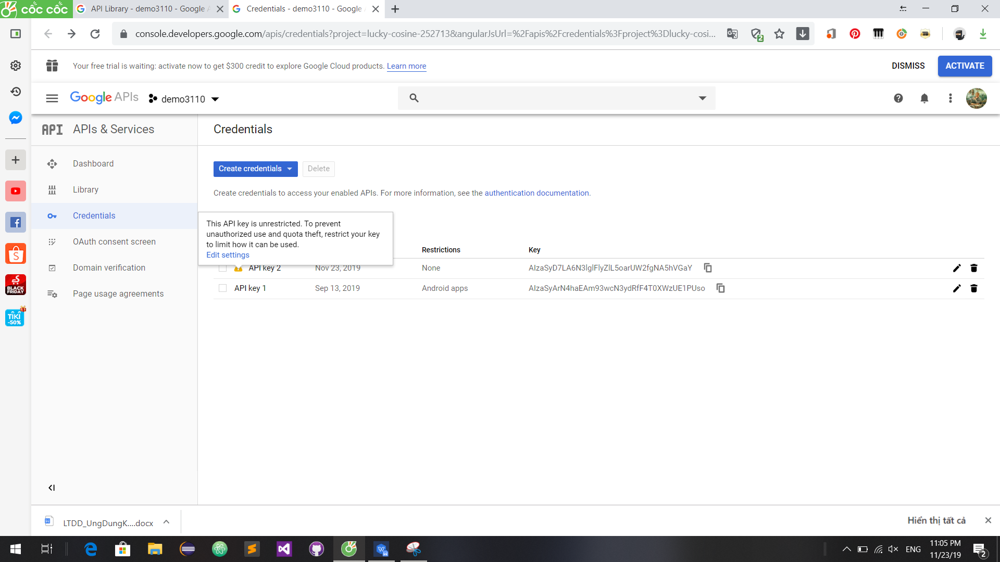 cốc cốc
API Library - demo3110 - Google A
Credentials - demo3110 - Google A
console.developers.google.com/apis/credentials?project=lucky-cosine-252713&angularJsUrl=%2Fapis%2Fcredentials%3Fproject%3Dlucky-cosi...
2
Your free trial is waiting: activate now to get $300 credit to explore Google Cloud products. Learn more
DISMISS
ACTIVATE
Google APIs
demo3110
API APIs & Services
Credentials
Dashboard
Library
Credentials
OAuth consent screen
Domain verification
Page usage agreements
Create credentials
Delete
Create credentials to access your enabled APIs. For more information, see the authentication documentation.
This API key is unrestricted. To prevent
unauthorized use and quota theft, restrict your key
to limit how it can be used.
Edit settings
Restrictions
Key
API key 2
Nov 23, 2019
None
AIzaSyD7LA6N3lglFlyZlL5oarUW2fgNA5hVGaY
API key 1
Sep 13, 2019
Android apps
AIzaSyArN4haEAm93wcN3ydRfF4T0XWzUE1PUso
BLACK
FRIDAY
TIKI
-50%
LTDD_UngDungK....docx
Hiển thị tất cả
ENG
11:05 PM
11/23/19
2